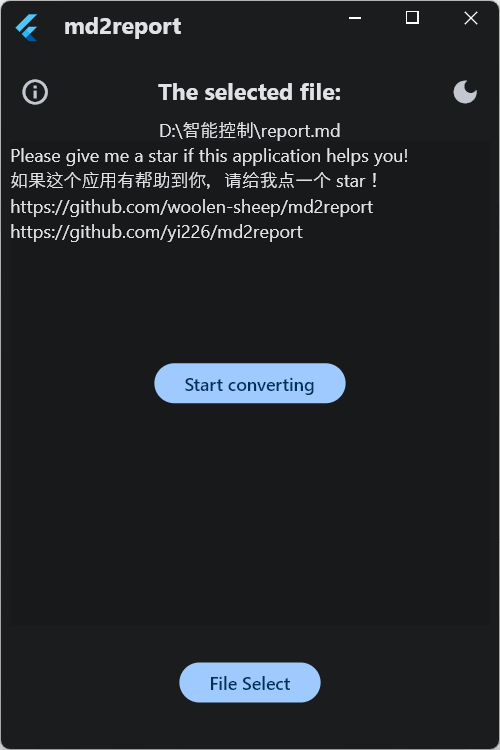 md2report
The selected file:
D:\智能控制\report.md
Please give me a star if this application helps you!
如果这个应用有帮助到你，请给我点一个 star！
https://github.com/woolen-sheep/md2report
https://github.com/yi226/md2report
Start converting
File Select